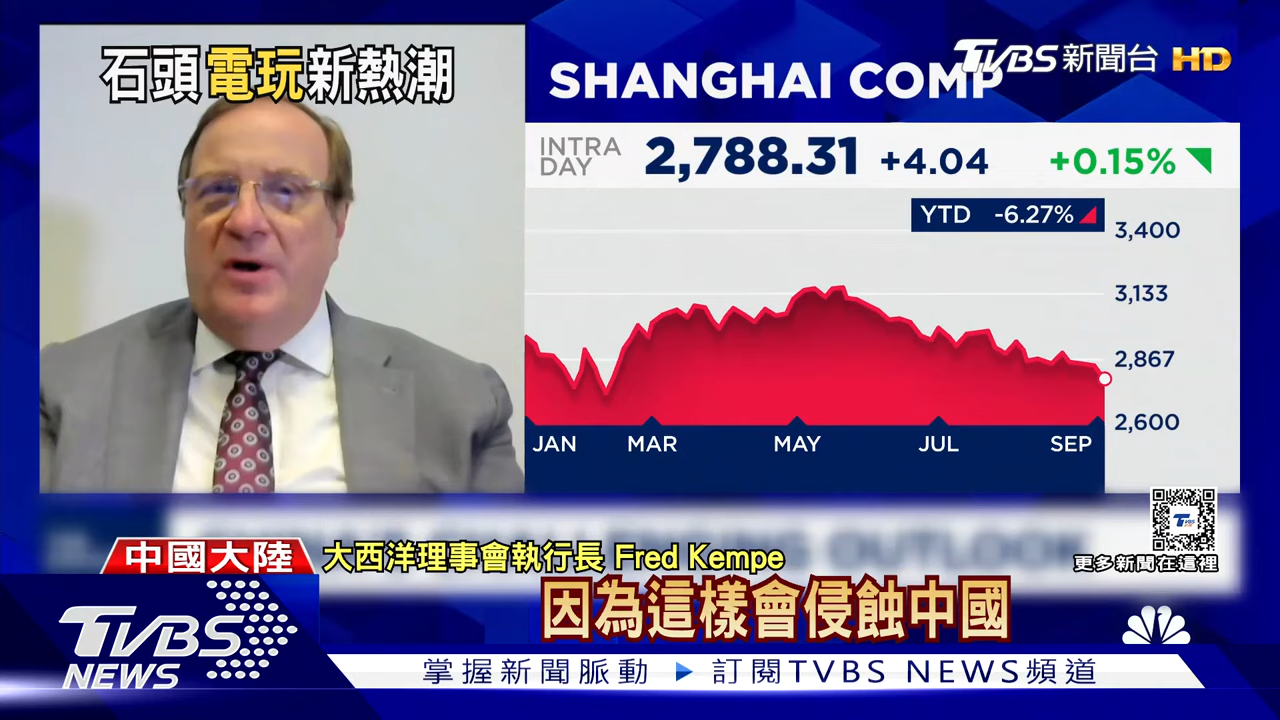 石頭電玩新熱潮
TVBS新聞台 HD
SHANGHAI COMP
INTRA DAY
2,788.31 +4.04 +0.15%
YTD -6.27%
3,400
3,133
2,867
2,600
JAN MAR MAY JUL SEP
OUTLOOK
更多新聞在這裡
中國大陸
大西洋理事會執行長 Fred Kempe
因為這樣會侵蝕中國
TVBS NEWS
掌握新聞脈動 訂閱TVBS NEWS頻道